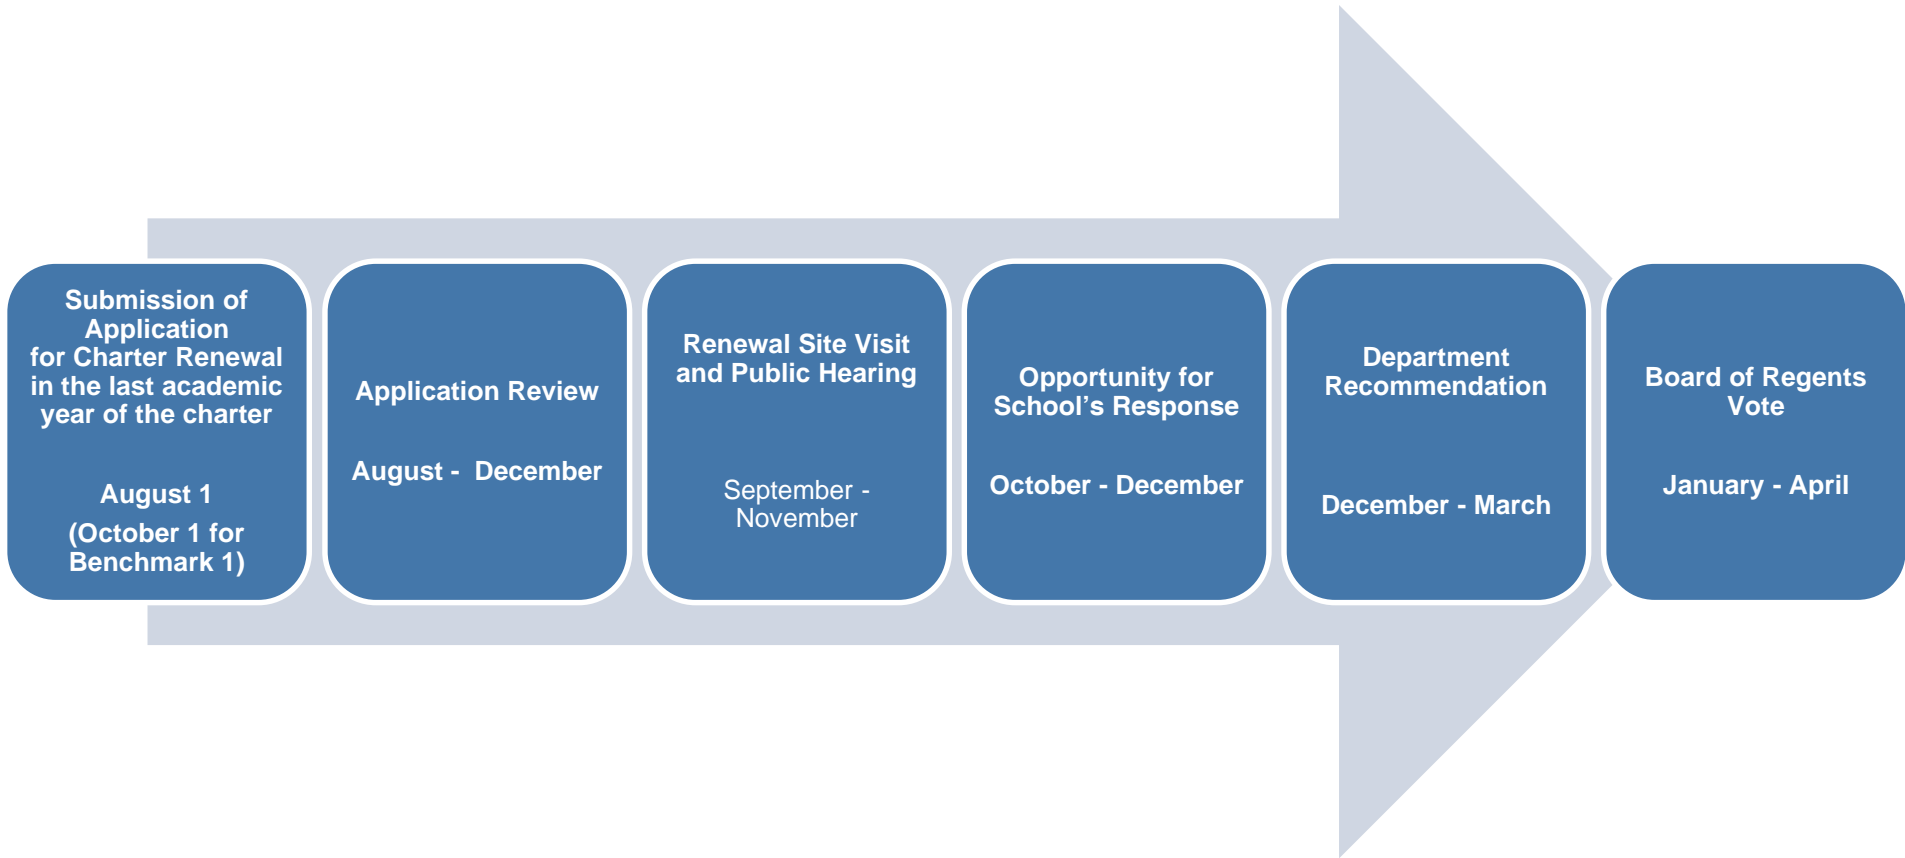 Submission of
Application
for Charter Renewal
in the last academic
year of the charter
August 1
(October 1 for
Benchmark 1)
Application Review
August -  December
Renewal Site Visit
and Public Hearing
September -
November
Opportunity for
School’s Response
October - December
Department
Recommendation
December - March
Board of Regents
Vote
January - April